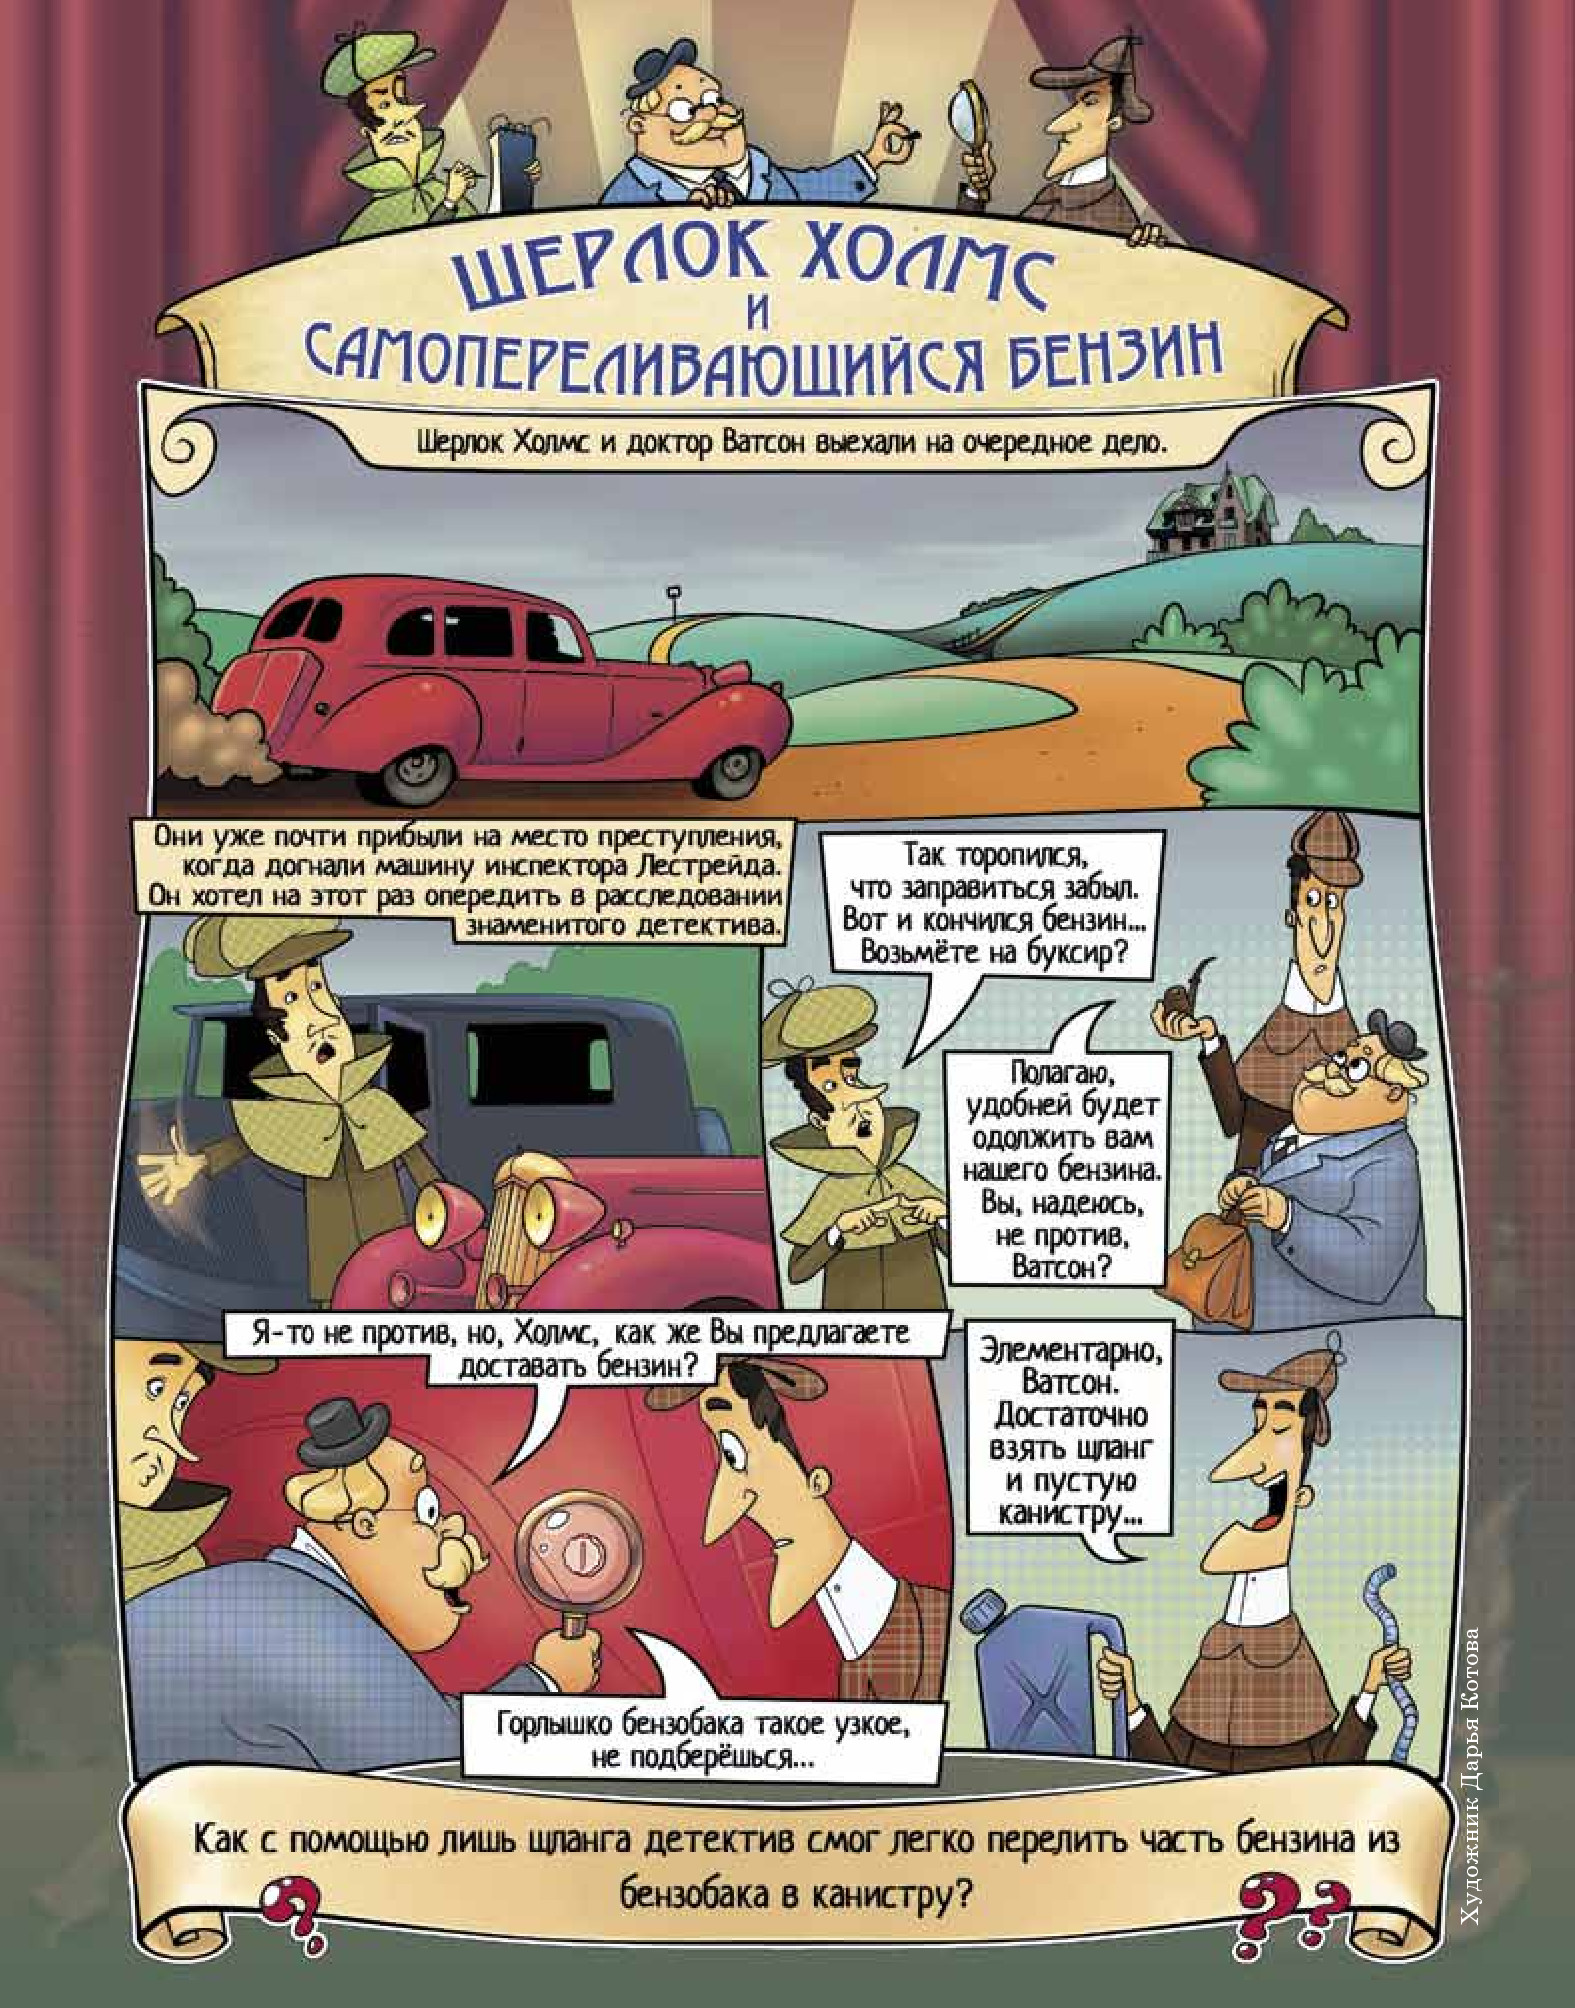 ШЕРЛОК ХОЛМС
И
САМОПЕРЕЛИВАЮЩИЙСЯ БЕНЗИН
Шерлок Холмс и доктор Ватсон выехали на очередное дело.
Они уже почти прибыли на место преступления,
когда догнали машину инспектора Лестрейда.
Он хотел на этот раз опередить в расследовании
знаменитого детектива.
Так торопился,
что заправиться забыл.
Вот и кончился бензин...
Возьмёте на буксир?
Полагаю,
удобней будет
одолжить вам
нашего бензина.
Вы, надеюсь,
не против,
Ватсон?
Я-то не против, но, Холмс, как же Вы предлагаете
доставать бензин?
Горлышко бензобака такое узкое,
не подберёшься...
Элементарно,
Ватсон.
Достаточно
взять шланг
и пустую
канистру...
Как с помощью лишь шланга детектив смог легко перелить часть бензина из
бензобака в канистру?
Художник Дарья Котова